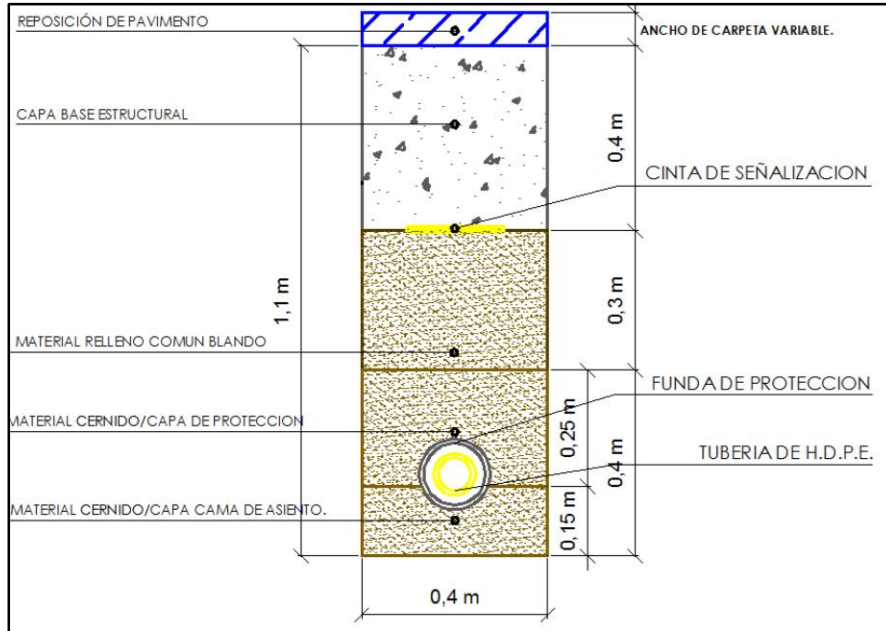 REPOSICIÓN DE PAVIMENTO
ANCHO DE CARPETA VARIABLE.
CAPA BASE ESTRUCTURAL
0,4 m
CINTA DE SEÑALIZACION
1,1 m
0,3 m
MATERIAL RELLENO COMUN BLANDO
FUNDA DE PROTECCION
MATERIAL CERNIDO/CAPA DE PROTECCION
0,25 m
0,4 m
TUBERIA DE H.D.P.E.
MATERIAL CERNIDO/CAPA CAMA DE ASIENTO.
0,15 m
0,4 m